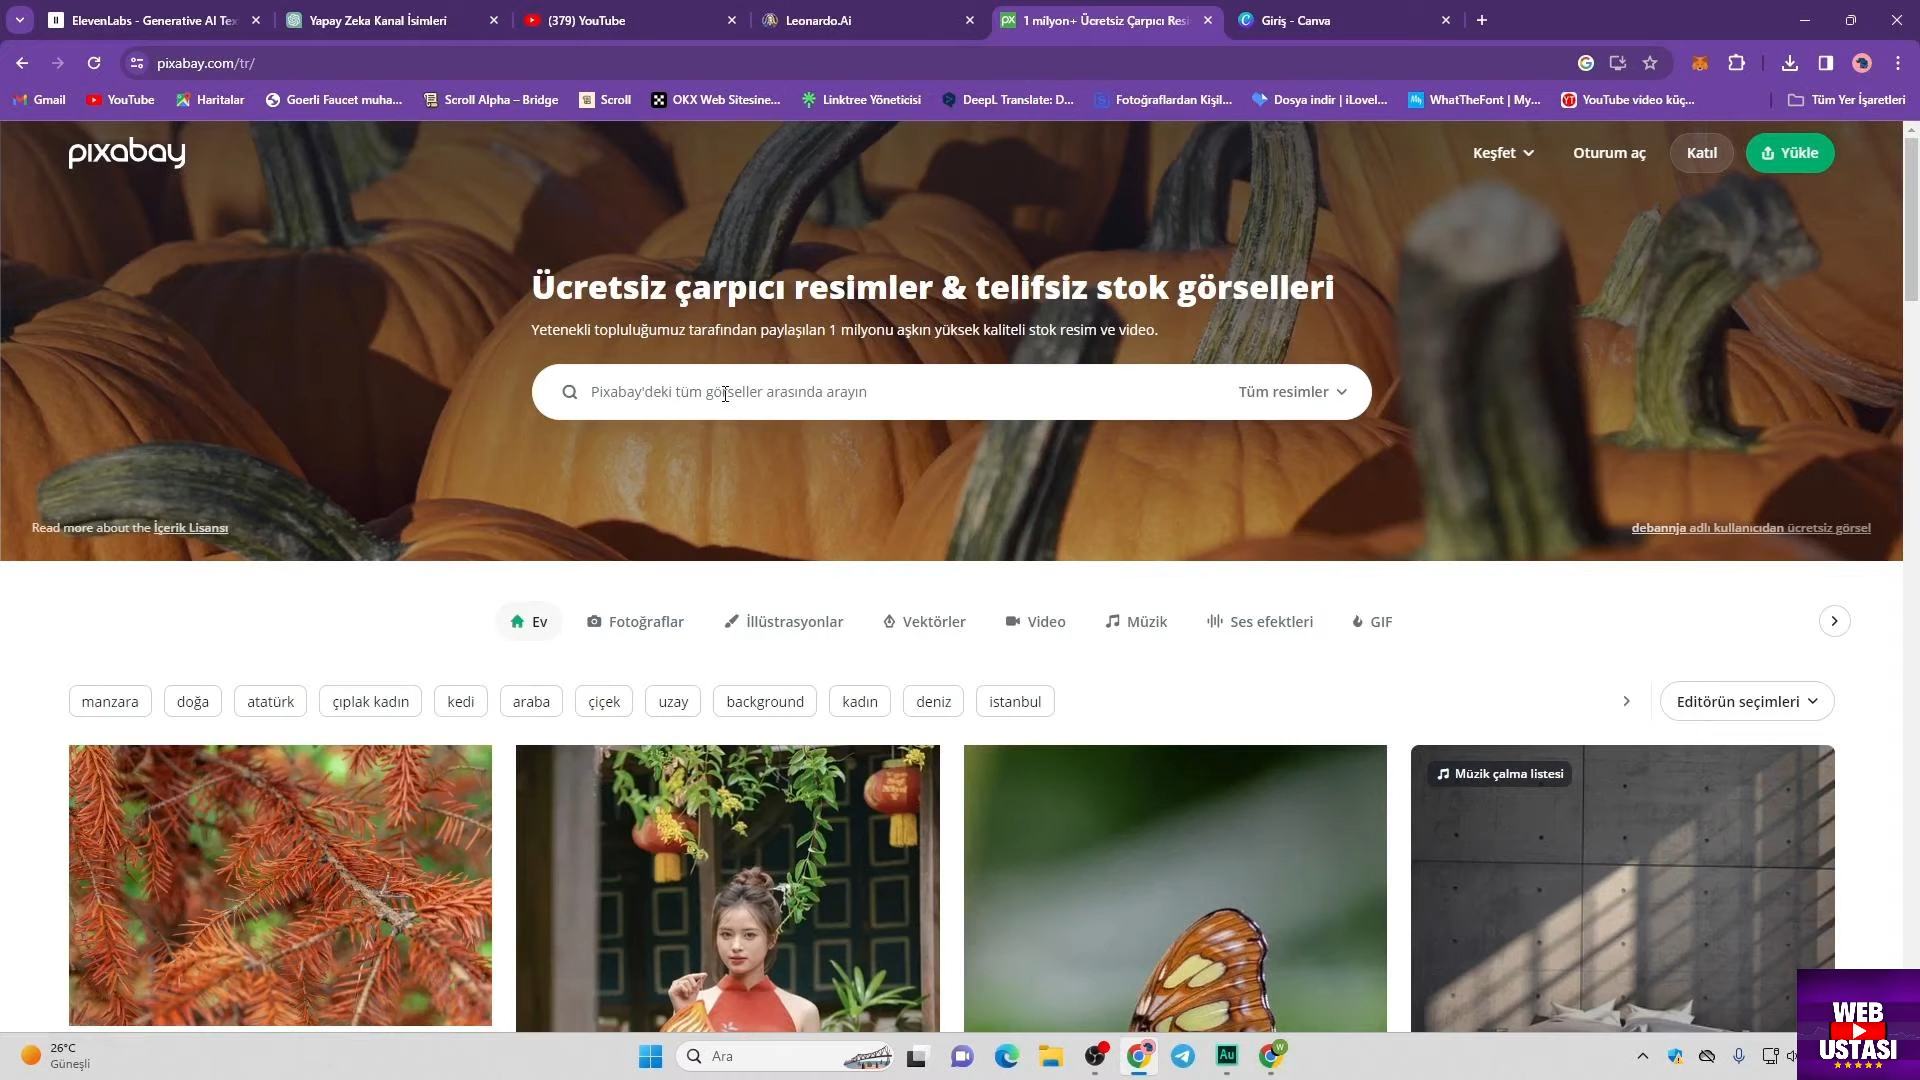 ElevenLabs - Generative AI Tex
Yapay Zeka Kanal İsimleri
(379) YouTube
Leonardo.Ai
1 milyon+ Ücretsiz Çarpıcı Resi
Giriş - Canva
pixabay.com/tr/
Gmail
YouTube
Haritalar
Goerli Faucet muha...
Scroll Alpha – Bridge
Scroll
OKX Web Sitesine...
Linktree Yöneticisi
DeepL Translate: D...
Fotoğraflardan Kişil...
Dosya indir | iLovel...
WhatTheFont | My...
YouTube video küç...
Tüm Yer İşaretleri
pixabay
Keşfet
Oturum aç
Katıl
Yükle
Ücretsiz çarpıcı resimler & telifsiz stok görselleri
Yetenekli topluluğumuz tarafından paylaşılan 1 milyonu aşkın yüksek kaliteli stok resim ve video.
Pixabay'deki tüm görseller arasında arayın
Tüm resimler
Read more about the İçerik Lisansı
debannja adlı kullanıcıdan ücretsiz görsel
Ev
Fotoğraflar
İllüstrasyonlar
Vektörler
Video
Müzik
Ses efektleri
GIF
manzara
doğa
atatürk
çıplak kadın
kedi
araba
çiçek
uzay
background
kadın
deniz
istanbul
Editörün seçimleri
Müzik çalma listesi
26°C
Güneşli
Ara
Au
WEB
USTASI